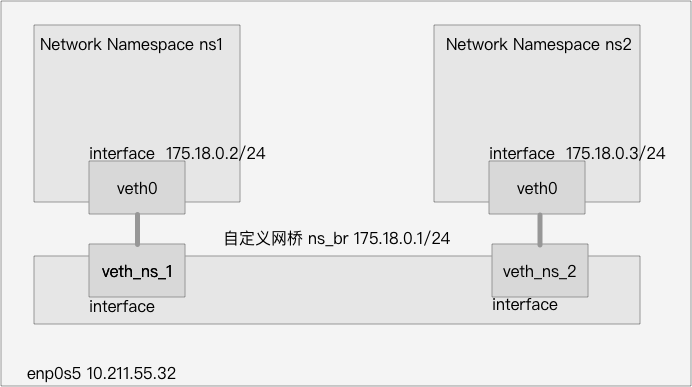 Network Namespace ns1
Network Namespace ns2
interface 175.18.0.2/24
interface 175.18.0.3/24
veth0
veth0
自定义网桥 ns_br 175.18.0.1/24
veth_ns_1
veth_ns_2
interface
interface
enp0s5 10.211.55.32